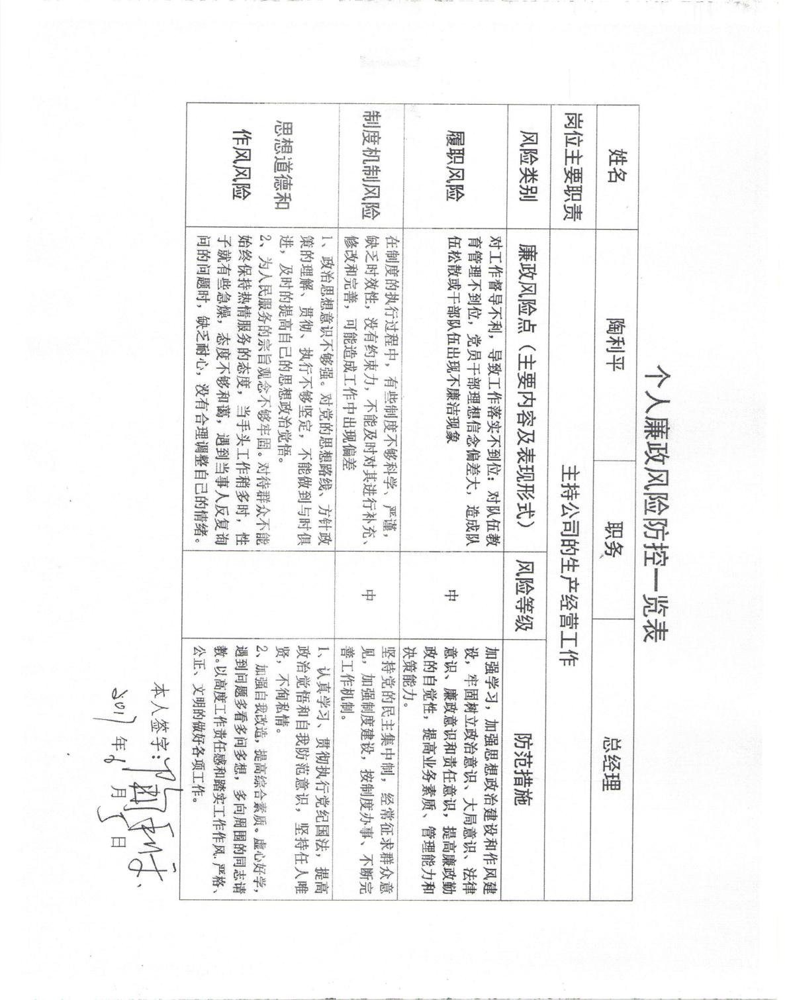 个人廉政风险防控一览表
姓名
陶利平
职务
总经理
岗位主要职责
主持公司的生产经营工作
风险类别
廉政风险点（主要内容及表现形式）
风险等级
防范措施
履职风险
对工作督导不利，导致工作落实不到位；对队伍教
育管理不到位，党员干部理想信念偏差大，造成队
伍松散或干部队伍出现不廉洁现象
中
加强学习，加强思想政治建设和作风建
设，牢固树立政治意识、大局意识、法律
意识、廉政意识和责任意识，提高廉政勤
政的自觉性，提高业务素质、管理能力和
决策能力。
制度机制风险
在制度的执行过程中，有些制度不够科学、严谨，
缺乏时效性，没有约束力，不能及时对其进行补充、
修改和完善，可能造成工作中出现偏差
中
坚持党的民主集中制，经常征求群众意
见，加强制度建设，按制度办事、不断完
善工作机制。
思想道德和
作风风险
1、政治思想意识不够强。对党的思想路线、方针政
策的理解、贯彻、执行不够坚定，不能做到与时俱
进，及时的提高自己的思想政治觉悟。
2、为人民服务的宗旨观念不够牢固。对待群众不能
始终保持热情服务的态度，当手头工作稍多时，性
子就有些急燥，态度不够和蔼，遇到当事人反复询
问的问题时，缺乏耐心，没有合理调整自己的情绪。
1、认真学习、贯彻执行党纪国法，提高
政治觉悟和自我防范意识，坚持任人唯
贤，不徇私情。
2、加强自我改造，提高综合素质。虚心好学，
遇到问题多看多问多想，多向周围的同志请
教。以高度工作责任感和踏实工作作风.严格、
公正、文明的做好各项工作。
本人签字：
2017年 月5日